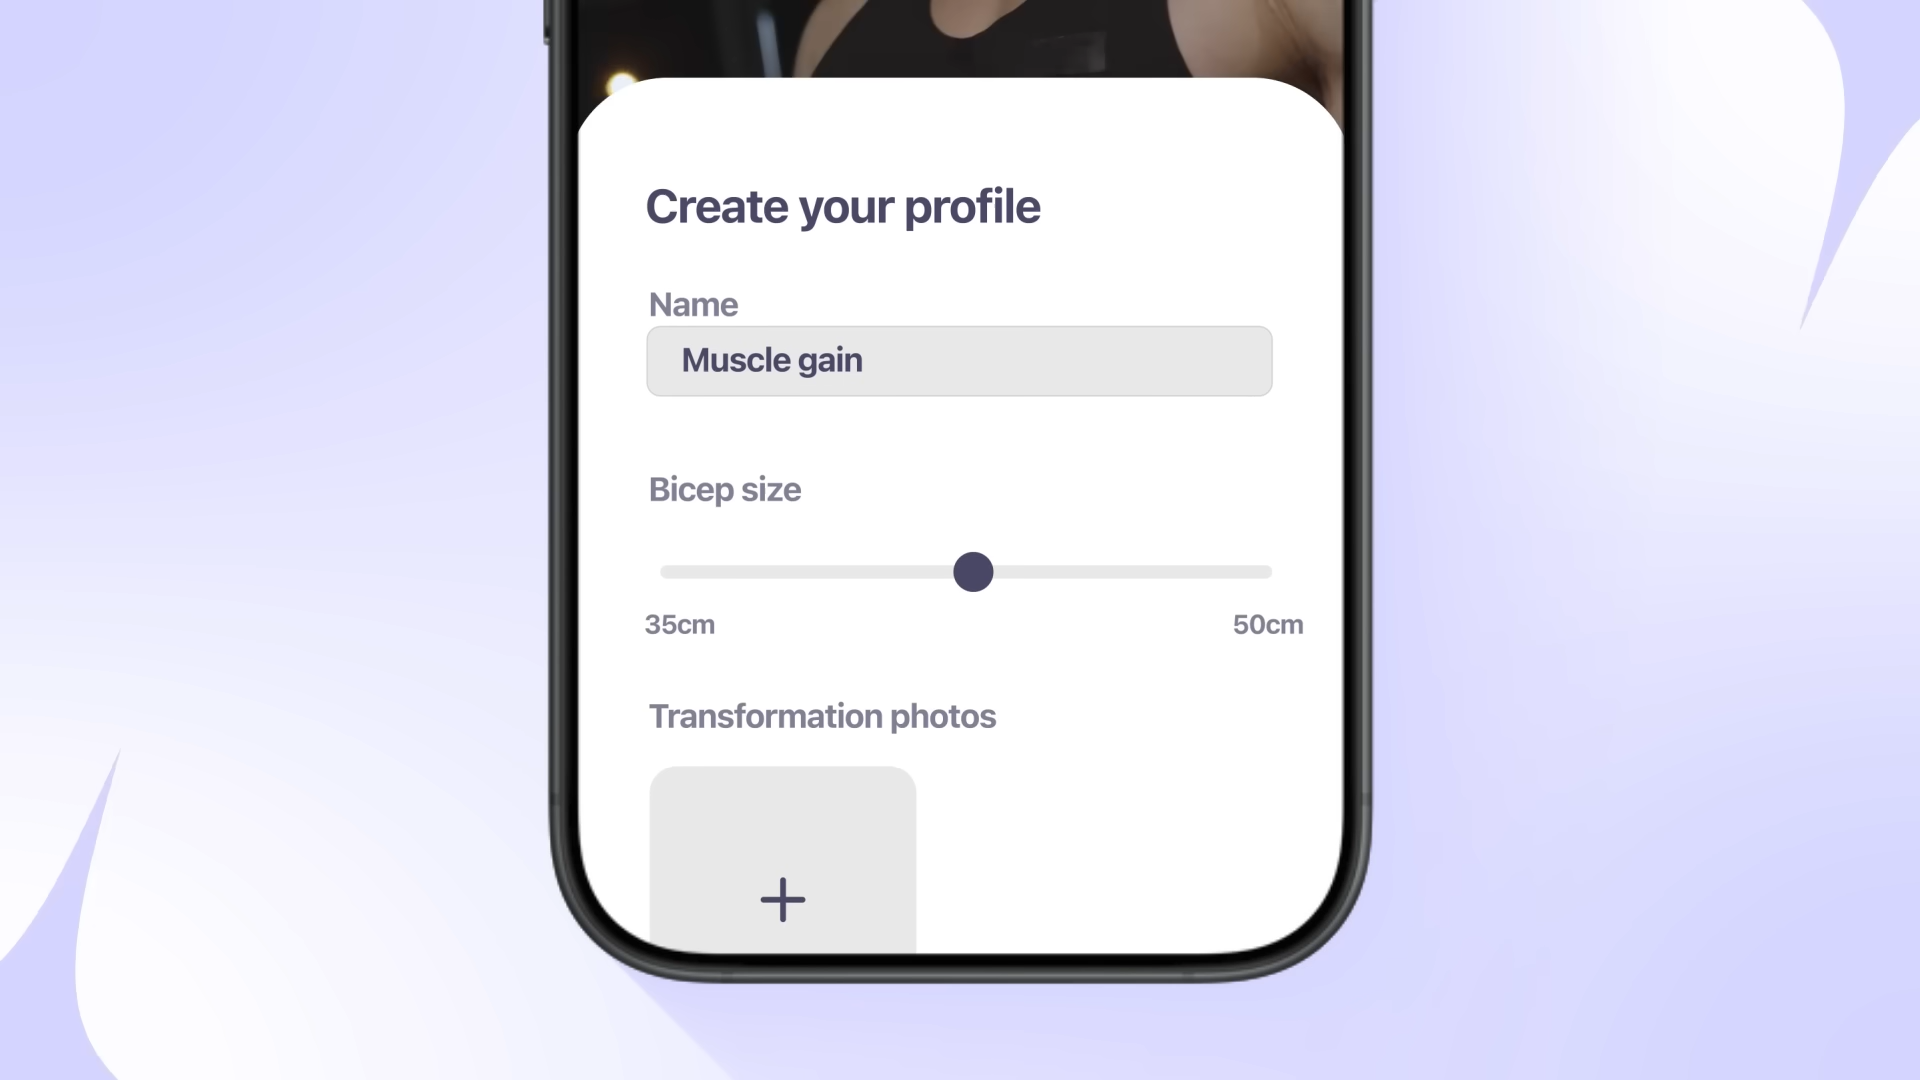 Create your profile
Name
Muscle gain
Bicep size
35cm 50cm
Transformation photos